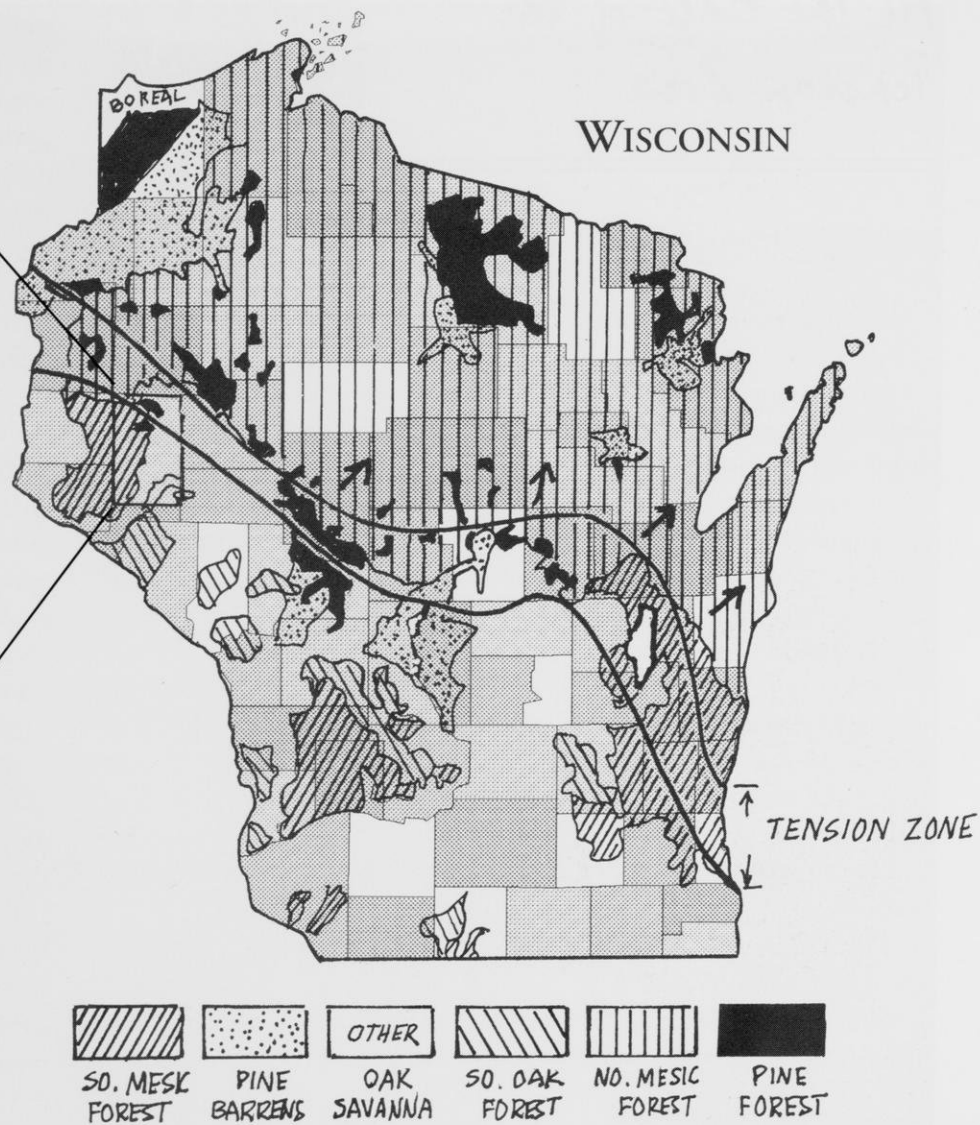 BOREAL
WISCONSIN
TENSION ZONE
OTHER
SO. MESIC FOREST
PINE BARRENS
OAK SAVANNA
SO. OAK FOREST
NO. MESIC FOREST
PINE FOREST